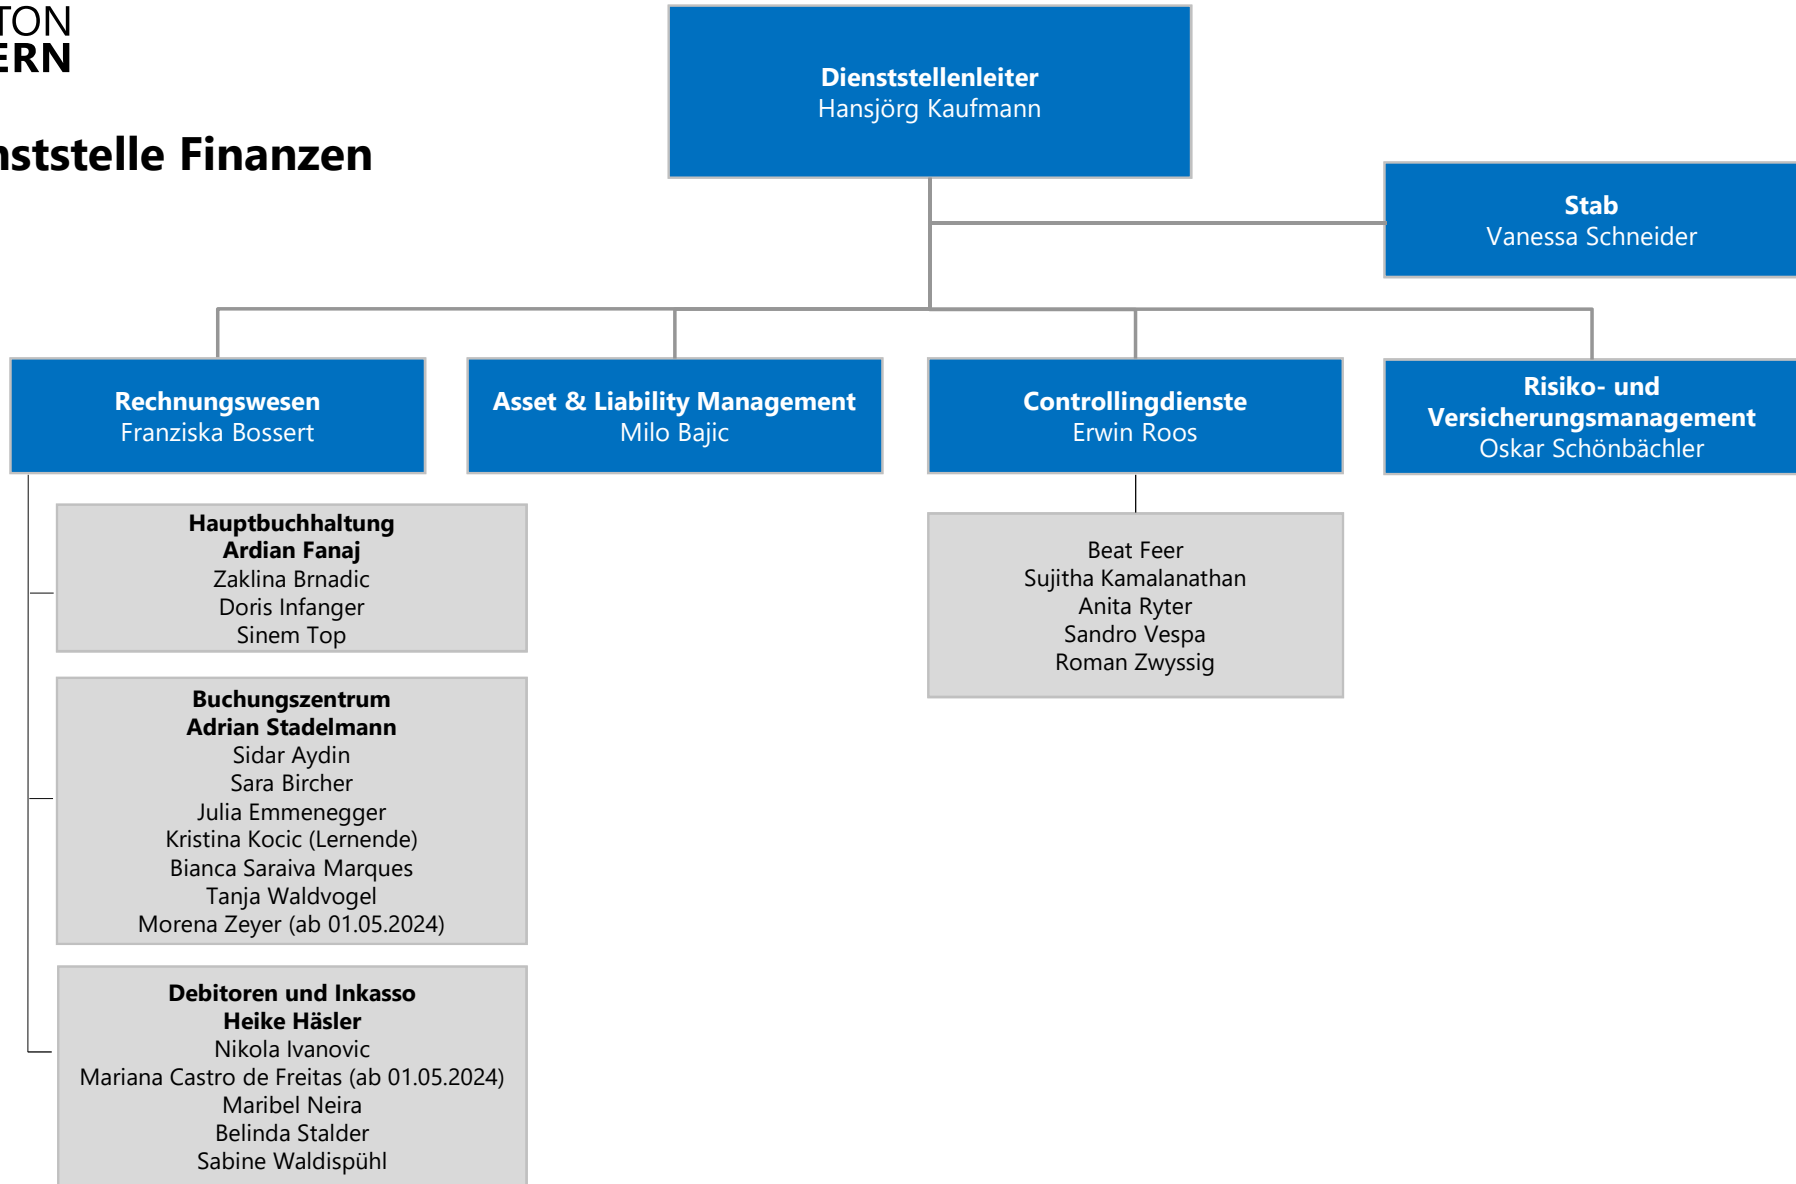 TON
ERN
nststelle Finanzen
Dienststellenleiter
Hansjörg Kaufmann
Stab
Vanessa Schneider
Rechnungswesen
Franziska Bossert
Asset & Liability Management
Milo Bajic
Controllingdienste
Erwin Roos
Risiko- und
Versicherungsmanagement
Oskar Schönbächler
Hauptbuchhaltung
Ardian Fanaj
Zaklina Brnadic
Doris Infanger
Sinem Top
Beat Feer
Sujitha Kamalanathan
Anita Ryter
Sandro Vespa
Roman Zwyssig
Buchungszentrum
Adrian Stadelmann
Sidar Aydin
Sara Bircher
Julia Emmenegger
Kristina Kocic (Lernende)
Bianca Saraiva Marques
Tanja Waldvogel
Morena Zeyer (ab 01.05.2024)
Debitoren und Inkasso
Heike Häsler
Nikola Ivanovic
Mariana Castro de Freitas (ab 01.05.2024)
Maribel Neira
Belinda Stalder
Sabine Waldispühl